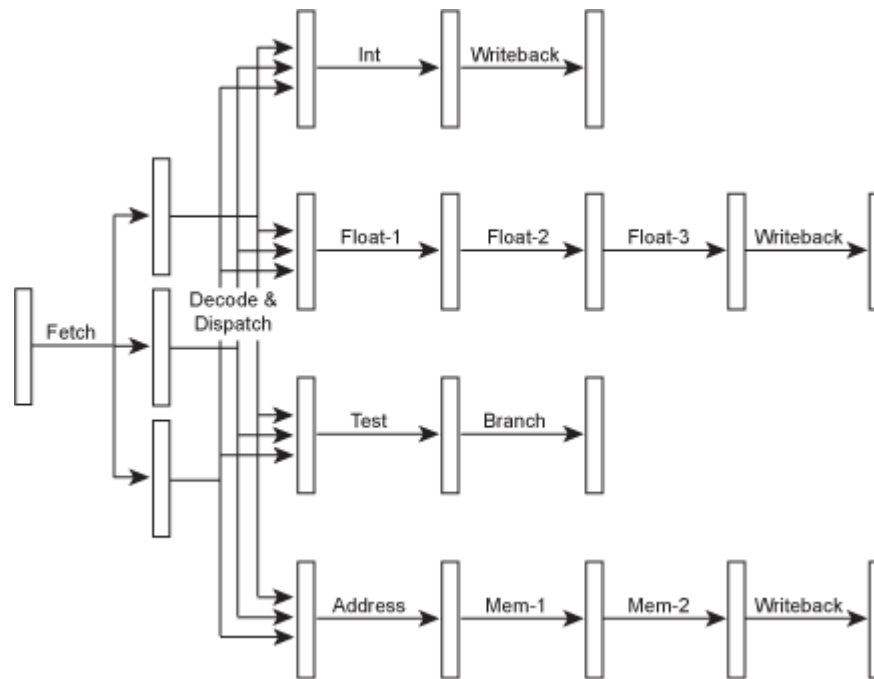 Int
Writeback
Float-1
Float-2
Float-3
Writeback
Decode &
Dispatch
Fetch
Test
Branch
Address
Mem-1
Mem-2
Writeback